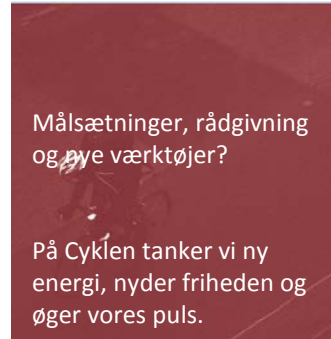 Målsætninger, rådgivning
og nye værktøjer?
På Cyklen tanker vi ny
energi, nyder friheden og
øger vores puls.